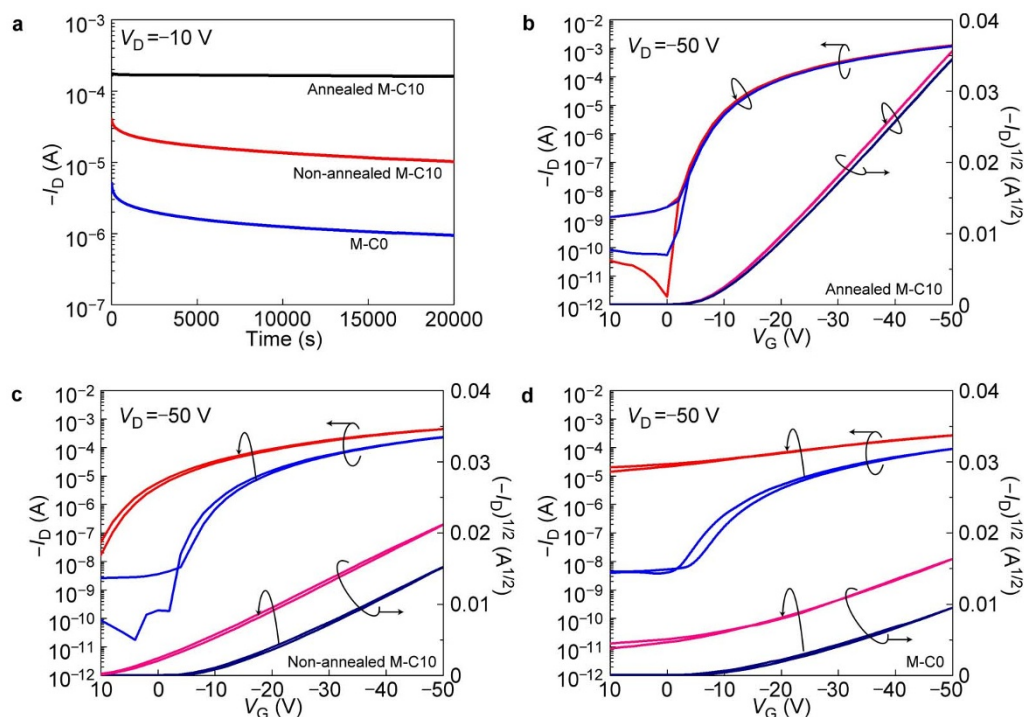 a
V_D = −10 V
10^−3
10^−4
10^−5
10^−6
10^−7
−I_D (A)
Annealed M-C10
Non-annealed M-C10
M-C0
0 5000 10000 15000 20000
Time (s)
b
V_D = −50 V
10^−2
10^−3
10^−4
10^−5
10^−6
10^−7
10^−8
10^−9
10^−10
10^−11
10^−12
−I_D (A)
0.04
0.03
0.02
0.01
0
(−I_D)^1/2 (A^1/2)
Annealed M-C10
10 0 −10 −20 −30 −40 −50
V_G (V)
c
V_D = −50 V
10^−2
10^−3
10^−4
10^−5
10^−6
10^−7
10^−8
10^−9
10^−10
10^−11
10^−12
−I_D (A)
0.04
0.03
0.02
0.01
0
(−I_D)^1/2 (A^1/2)
Non-annealed M-C10
10 0 −10 −20 −30 −40 −50
V_G (V)
d
V_D = −50 V
10^−2
10^−3
10^−4
10^−5
10^−6
10^−7
10^−8
10^−9
10^−10
10^−11
10^−12
−I_D (A)
0.04
0.03
0.02
0.01
0
(−I_D)^1/2 (A^1/2)
M-C0
10 0 −10 −20 −30 −40 −50
V_G (V)